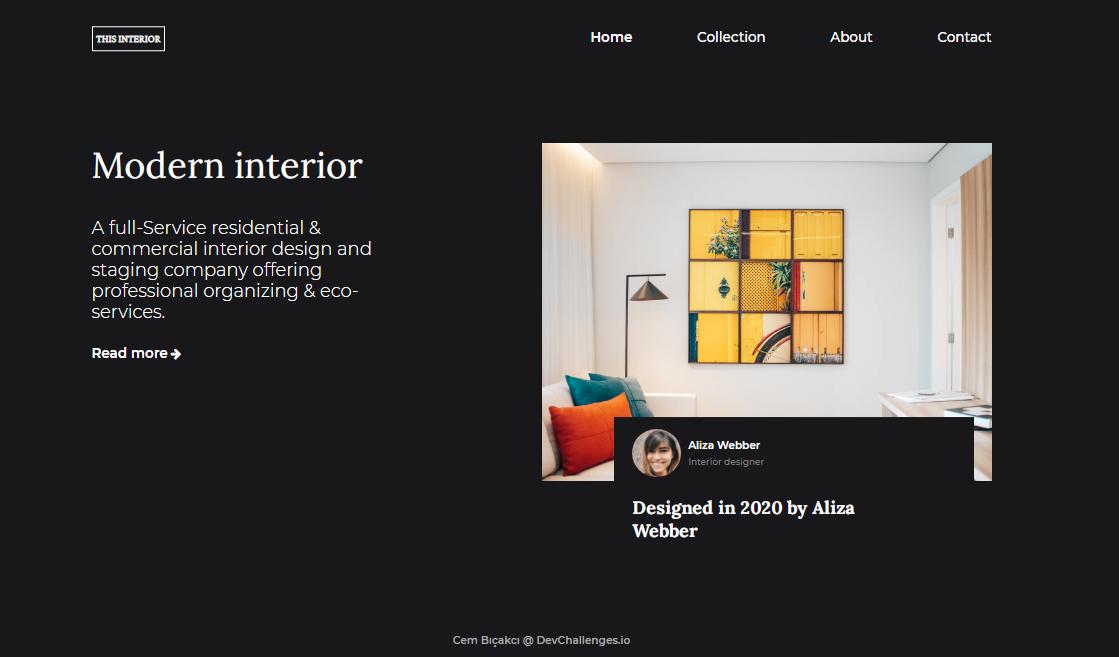 THIS INTERIOR
Home
Collection
About
Contact
Modern interior
A full-Service residential &
commercial interior design and
staging company offering
professional organizing & eco-
services.
Read more
Aliza Webber
Interior designer
Designed in 2020 by Aliza
Webber
Cem Bıçakcı @ DevChallenges.io